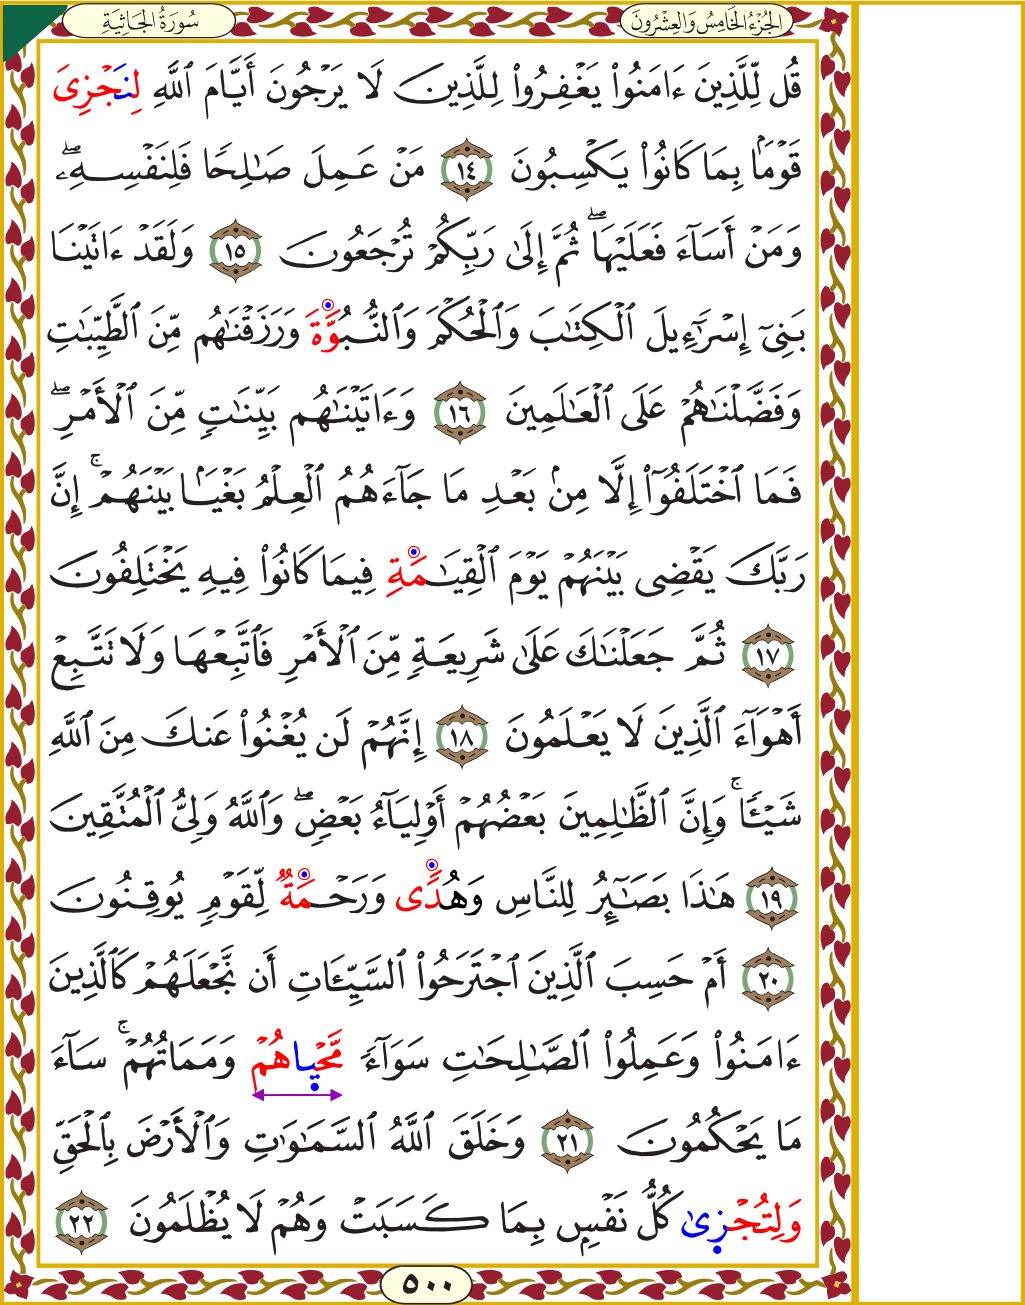 الجُزْءُ الخَامِسُ وَالعِشْرُونَ
سُورَةُ الجَاثِيَةِ
قُل لِّلَّذِينَ ءَامَنُوا۟ يَغْفِرُوا۟ لِلَّذِينَ لَا يَرْجُونَ أَيَّامَ ٱللَّهِ لِنَجْزِىَ
قَوْمًۢا بِمَا كَانُوا۟ يَكْسِبُونَ ١٤ مَنْ عَمِلَ صَـٰلِحًا فَلِنَفْسِهِۦۖ
وَمَنْ أَسَآءَ فَعَلَيْهَاۖ ثُمَّ إِلَىٰ رَبِّكُمْ تُرْجَعُونَ ١٥ وَلَقَدْ ءَاتَيْنَا
بَنِىٓ إِسْرَٰٓءِيلَ ٱلْكِتَـٰبَ وَٱلْحُكْمَ وَٱلنُّبُوَّةَ وَرَزَقْنَـٰهُم مِّنَ ٱلطَّيِّبَـٰتِ
وَفَضَّلْنَـٰهُمْ عَلَى ٱلْعَـٰلَمِينَ ١٦ وَءَاتَيْنَـٰهُم بَيِّنَـٰتٍ مِّنَ ٱلْأَمْرِۖ
فَمَا ٱخْتَلَفُوٓا۟ إِلَّا مِنۢ بَعْدِ مَا جَآءَهُمُ ٱلْعِلْمُ بَغْيًۢا بَيْنَهُمْۚ إِنَّ
رَبَّكَ يَقْضِى بَيْنَهُمْ يَوْمَ ٱلْقِيَـٰمَةِ فِيمَا كَانُوا۟ فِيهِ يَخْتَلِفُونَ
١٧ ثُمَّ جَعَلْنَـٰكَ عَلَىٰ شَرِيعَةٍ مِّنَ ٱلْأَمْرِ فَٱتَّبِعْهَا وَلَا تَتَّبِعْ
أَهْوَآءَ ٱلَّذِينَ لَا يَعْلَمُونَ ١٨ إِنَّهُمْ لَن يُغْنُوا۟ عَنكَ مِنَ ٱللَّهِ
شَيْـًٔاۚ وَإِنَّ ٱلظَّـٰلِمِينَ بَعْضُهُمْ أَوْلِيَآءُ بَعْضٍۖ وَٱللَّهُ وَلِىُّ ٱلْمُتَّقِينَ
١٩ هَـٰذَا بَصَـٰٓئِرُ لِلنَّاسِ وَهُدًى وَرَحْمَةٌ لِّقَوْمٍ يُوقِنُونَ
٢٠ أَمْ حَسِبَ ٱلَّذِينَ ٱجْتَرَحُوا۟ ٱلسَّيِّـَٔاتِ أَن نَّجْعَلَهُمْ كَٱلَّذِينَ
ءَامَنُوا۟ وَعَمِلُوا۟ ٱلصَّـٰلِحَـٰتِ سَوَآءً مَّحْيَاهُمْ وَمَمَاتُهُمْۚ سَآءَ
مَا يَحْكُمُونَ ٢١ وَخَلَقَ ٱللَّهُ ٱلسَّمَـٰوَٰتِ وَٱلْأَرْضَ بِٱلْحَقِّ
وَلِتُجْزَىٰ كُلُّ نَفْسٍۭ بِمَا كَسَبَتْ وَهُمْ لَا يُظْلَمُونَ ٢٢
٥٠٠